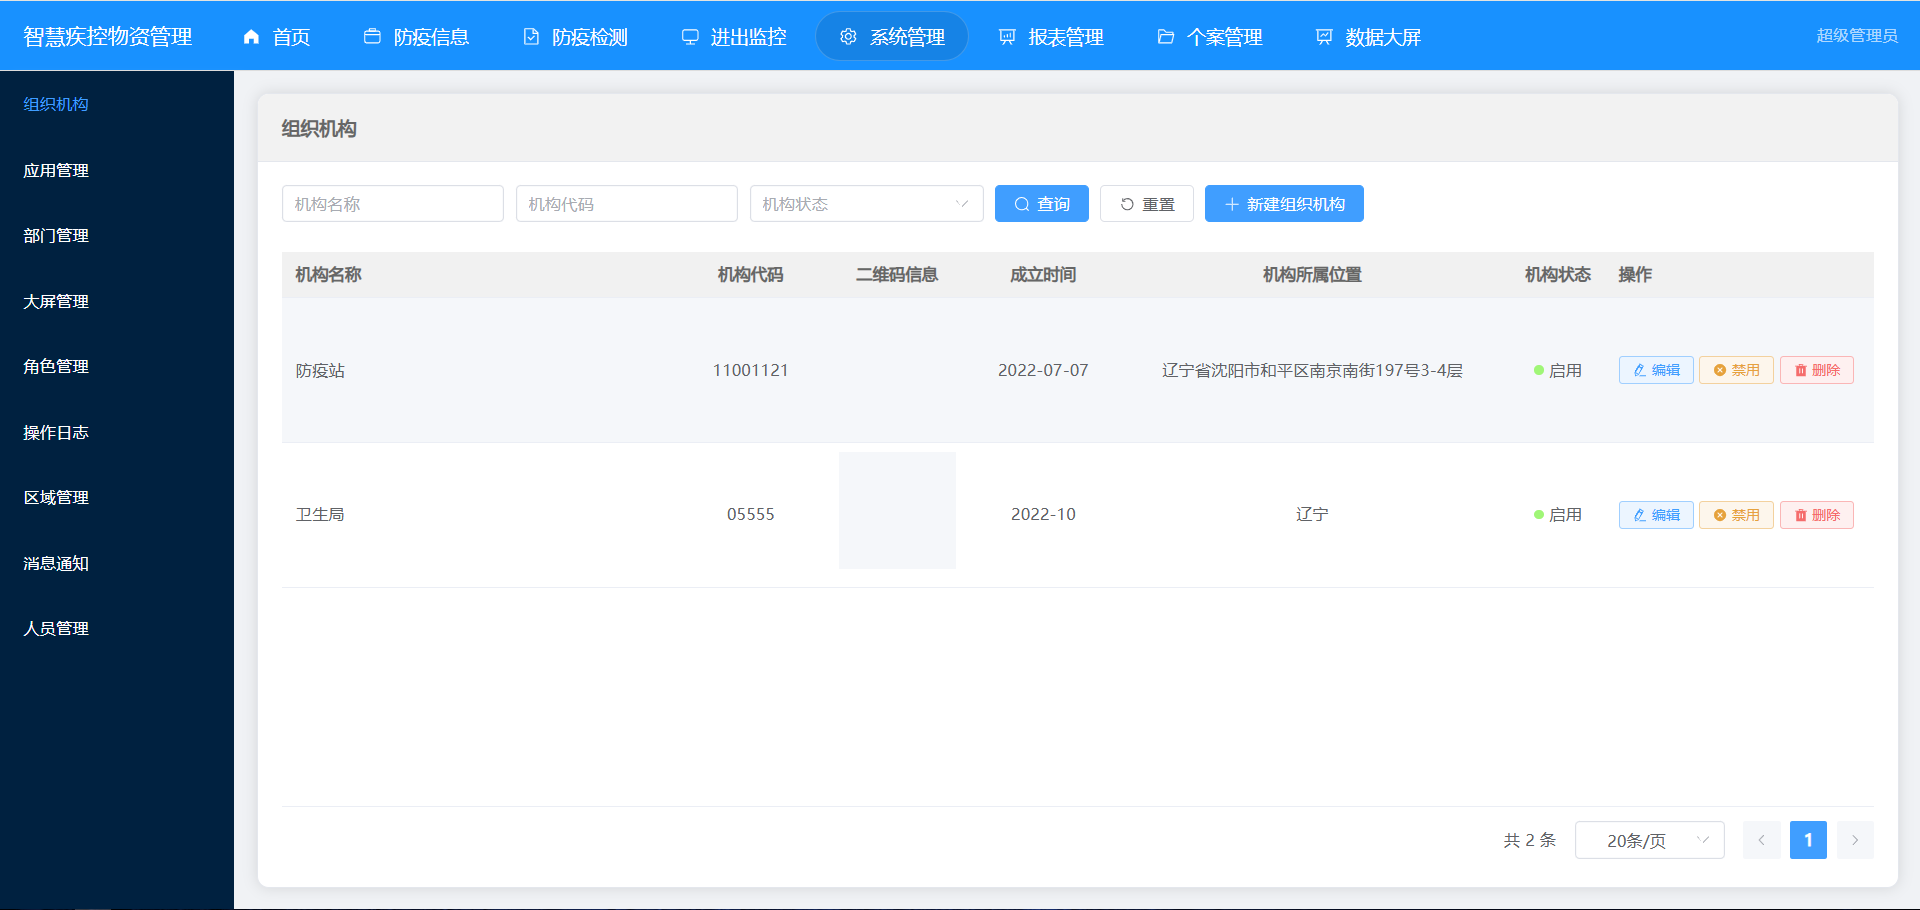 智慧疾控物资管理 首页 防疫信息 防疫检测 进出监控 系统管理 报表管理 个案管理 数据大屏 超级管理员
组织机构
应用管理
部门管理
大屏管理
角色管理
操作日志
区域管理
消息通知
人员管理
组织机构
机构名称 机构代码 机构状态 查询 重置 新建组织机构
机构名称 机构代码 二维码信息 成立时间 机构所属位置 机构状态 操作
防疫站 11001121 2022-07-07 辽宁省沈阳市和平区南京南街197号3-4层 启用 编辑 禁用 删除
卫生局 05555 2022-10 辽宁 启用 编辑 禁用 删除
共 2 条 20条/页 1